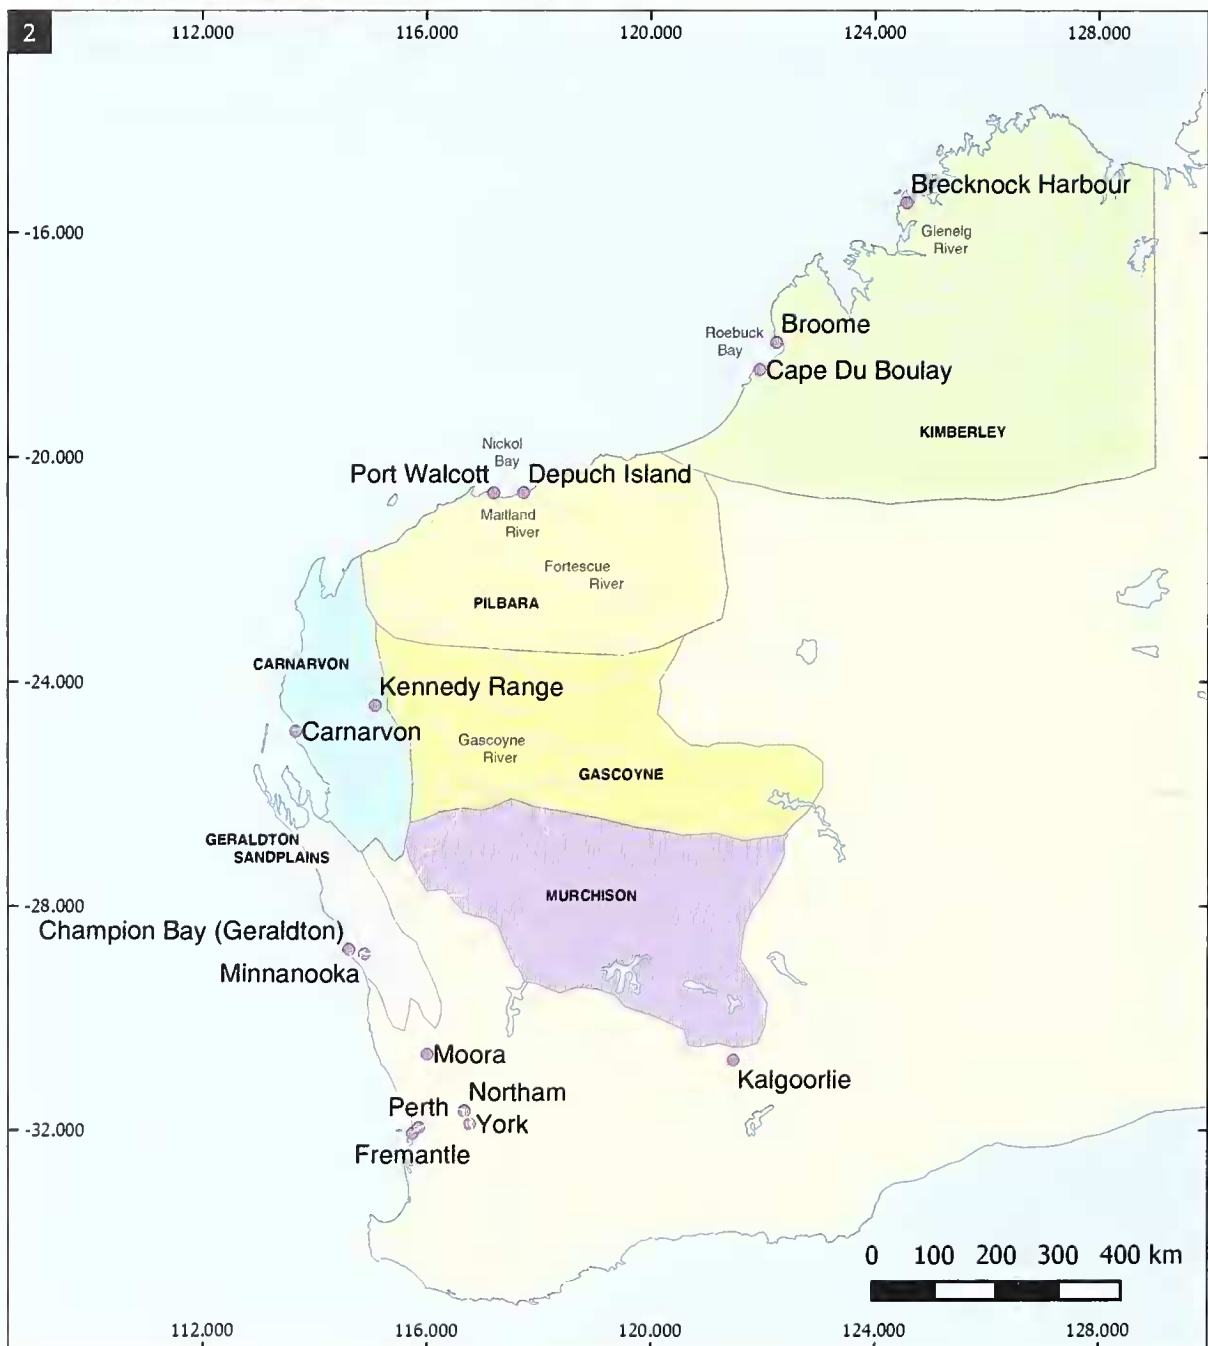 2
112.000
116.000
120.000
124.000
128.000
Brecknock Harbour
-16.000
Glenelg
River
Roebuck
Bay
Broome
Cape Du Boulay
KIMBERLEY
-20.000
Nickol
Bay
Port Walcott
Depuch Island
Maitland
River
Fortescue
River
PILBARA
CARNARVON
-24.000
Kennedy Range
Carnarvon
Gascoyne
River
GASCOYNE
GERALDTON
SANDPLAINS
MURCHISON
-28.000
Champion Bay (Geraldton)
Minnanooka
Moora
Kalgoorlie
Northam
Perth
York
-32.000
Fremantle
0 100 200 300 400 km
112.000
116.000
120.000
124.000
128.000